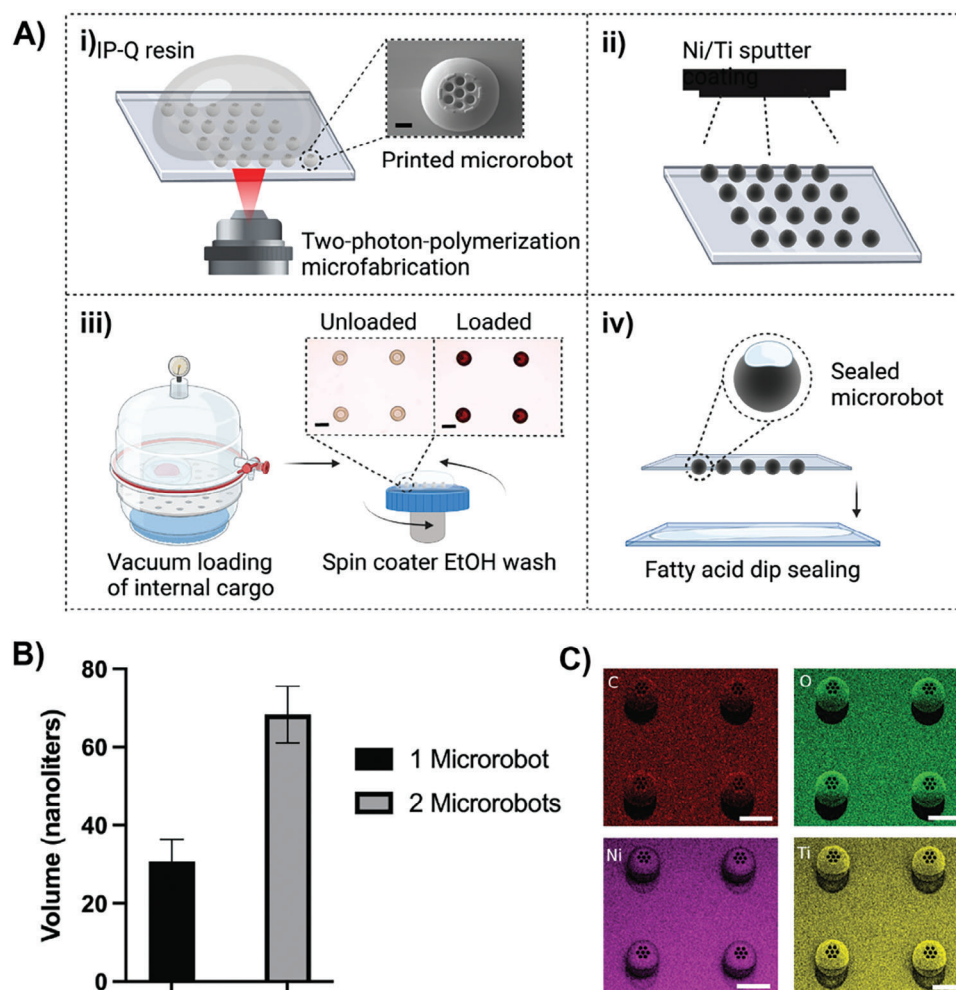 A)
i)
IP-Q resin
Printed microrobot
Two-photon-polymerization
microfabrication
ii)
Ni/Ti sputter
coating
iii)
Unloaded
Loaded
Vacuum loading
of internal cargo
Spin coater EtOH wash
iv)
Sealed
microrobot
Fatty acid dip sealing
B)
Volume (nanoliters)
80
60
40
20
0
1 Microrobot
2 Microrobots
C)
C
O
Ni
Ti